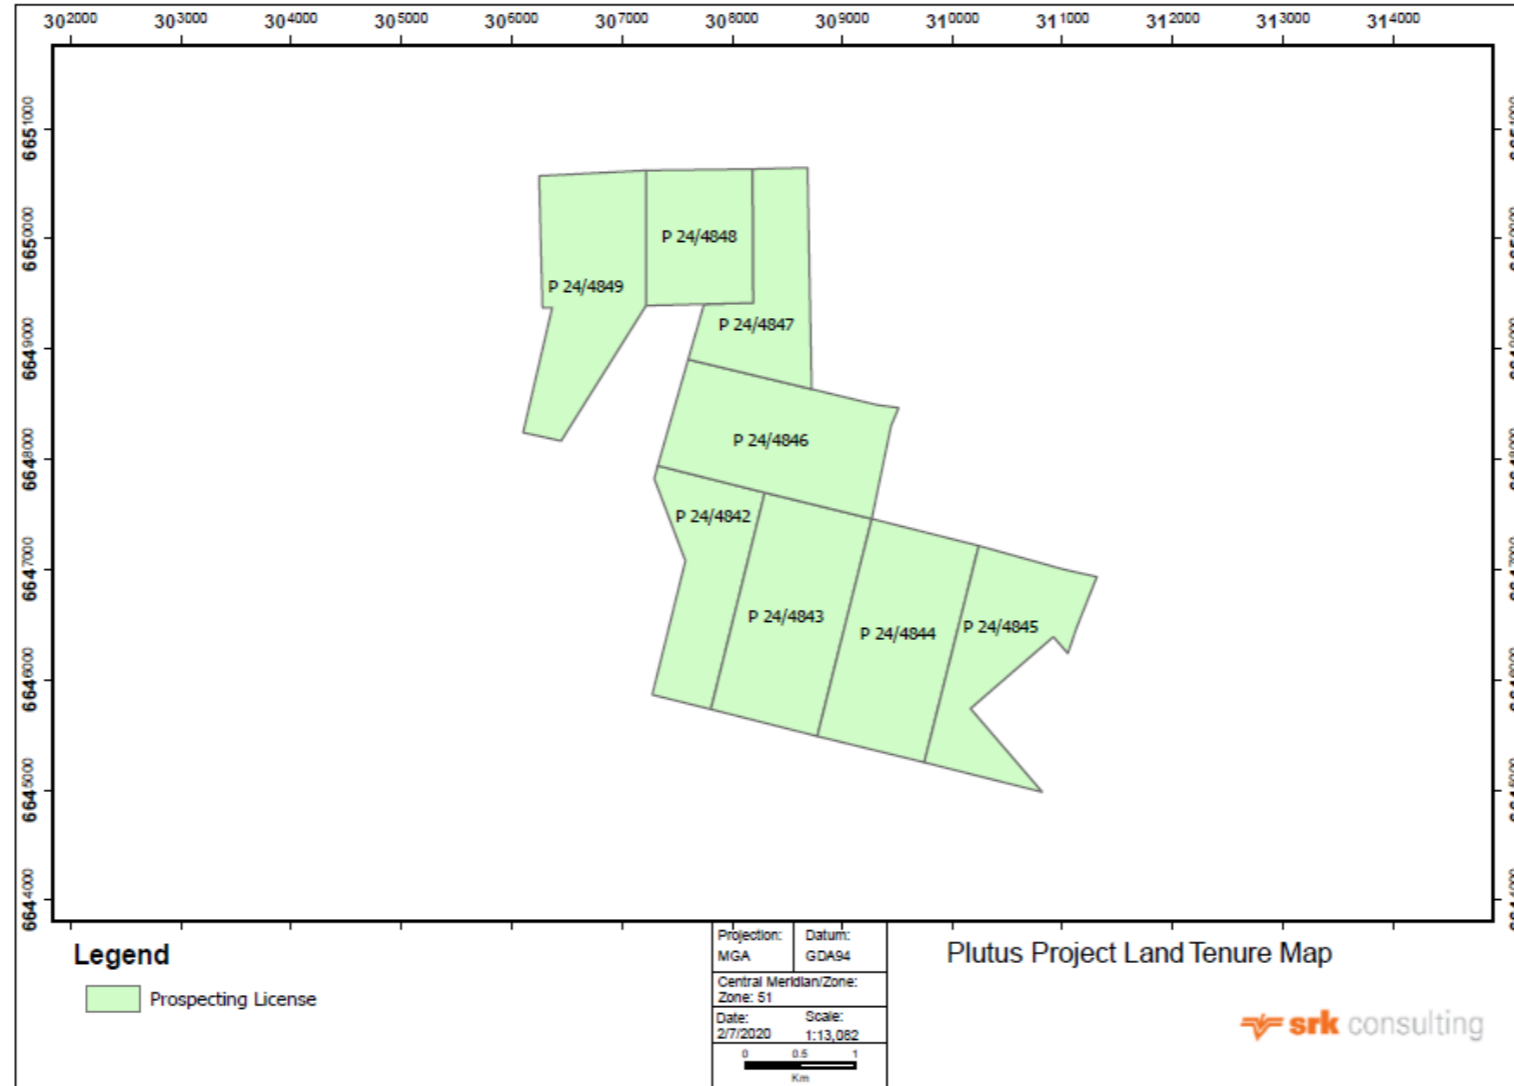 302000 303000 304000 305000 306000 307000 308000 309000 310000 311000 312000 313000 314000
6651000
6650000
6649000
6648000
6647000
6646000
6645000
6644000
P 24/4848
P 24/4849
P 24/4847
P 24/4846
P 24/4842
P 24/4843
P 24/4844
P 24/4845
Legend
Prospecting License
Projection: Datum:
MGA GDA94
Central Meridian/Zone:
Zone: 51
Date: Scale:
2/7/2020 1:13,082
0 0.5 1
Km
Plutus Project Land Tenure Map
srk consulting